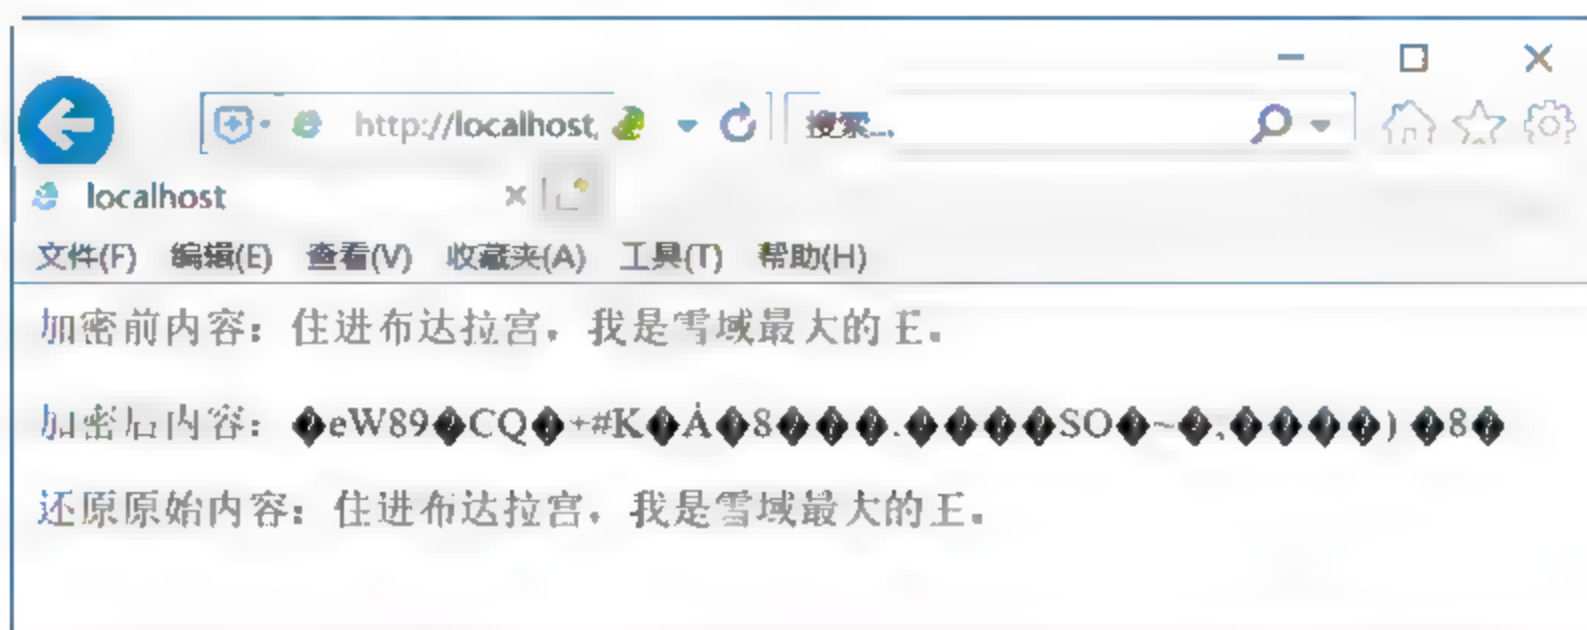 http://localhost, 搜索...
localhost
文件(F) 编辑(E) 查看(V) 收藏夹(A) 工具(T) 帮助(H)
加密前内容：住进布达拉宫，我是雪域最大的王。
加密后内容：�eW89�CQ�+#K�Á�8���.����SO�~�,����) �8�
还原原始内容：住进布达拉宫，我是雪域最大的王。